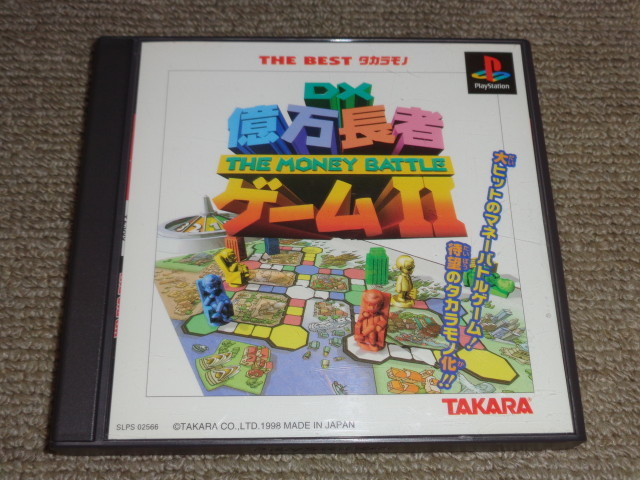 THE BEST タカラモノ
PlayStation
DX
億万長者
THE MONEY BATTLE
ゲームII
大ヒットのマネーバトルゲーム
待望のタカラモノ化!!
TAKARA
SLPS 02566
©TAKARA CO.,LTD.1998 MADE IN JAPAN